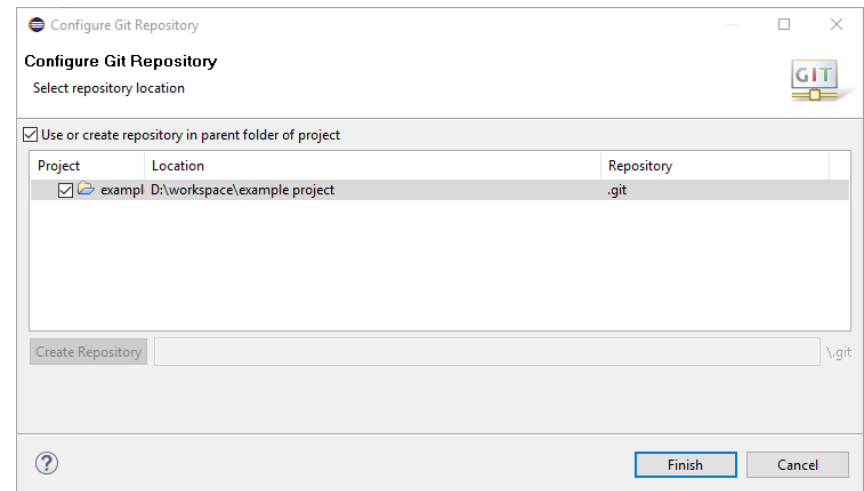 Configure Git Repository
Configure Git Repository
Select repository location
GIT
Use or create repository in parent folder of project
Project Location Repository
exampl D:\workspace\example project .git
Create Repository \.git
? Finish Cancel